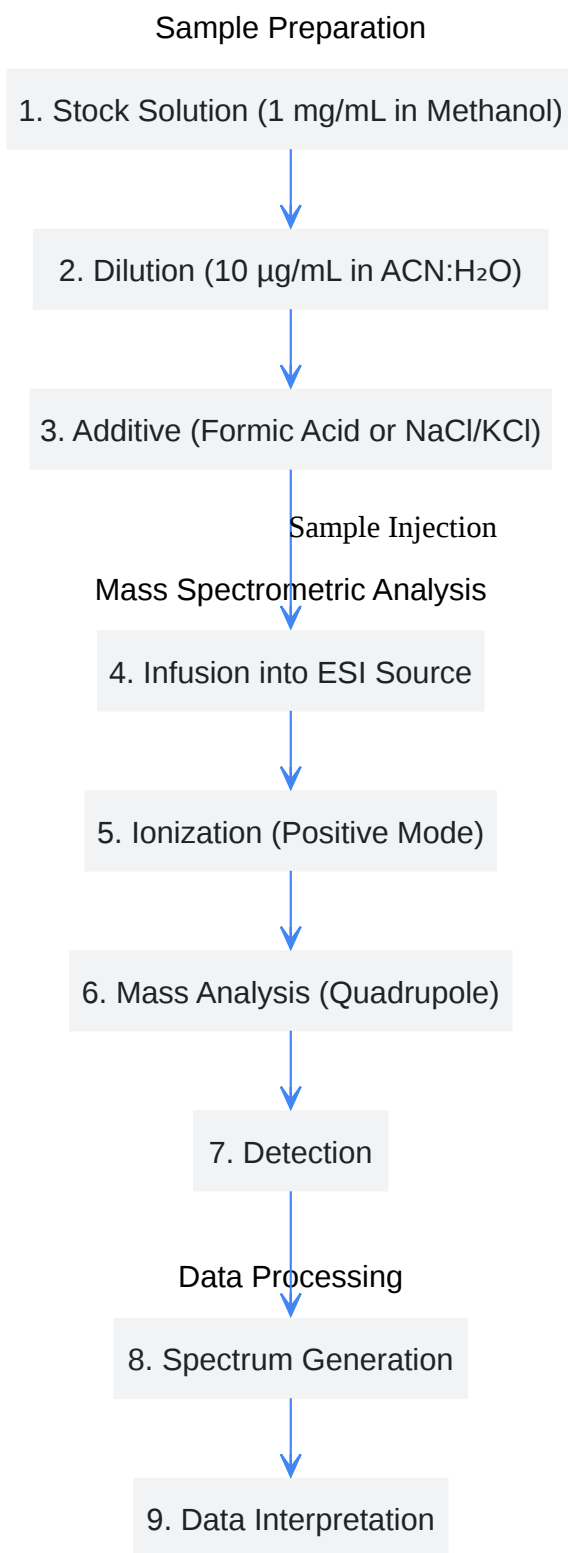 Sample Preparation
1. Stock Solution (1 mg/mL in Methanol)
2. Dilution (10 µg/mL in ACN:H₂O)
3. Additive (Formic Acid or NaCl/KCl)
Sample Injection
Mass Spectrometric Analysis
4. Infusion into ESI Source
5. Ionization (Positive Mode)
6. Mass Analysis (Quadrupole)
7. Detection
Data Processing
8. Spectrum Generation
9. Data Interpretation